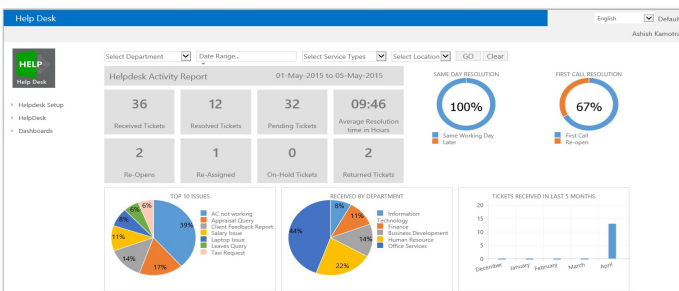 Help Desk
English
Defaul
Ashish Kamotra
HELP
Help Desk
Helpdesk Setup
HelpDesk
Dashboards
Select Department
Date Range...
Select Service Types
Select Location
GO
Clear
Helpdesk Activity Report
01-May-2015 to 05-May-2015
36
Received Tickets
12
Resolved Tickets
32
Pending Tickets
09:46
Average Resolution
time in Hours
2
Re-Opens
1
Re-Assigned
0
On-Hold Tickets
2
Returned Tickets
SAME DAY RESOLUTION
100%
Same Working Day
Later
FIRST CALL RESOLUTION
67%
First Call
Re-open
TOP 10 ISSUES
39%
17%
14%
11%
8%
6%
6%
AC not working
Appraisal Query
Client Feedback Report
Salary Issue
Laptop Issue
Leaves Query
Taxi Request
RECEIVED BY DEPARTMENT
8%
11%
14%
22%
44%
Information
Technology
Finance
Business Development
Human Resource
Office Services
TICKETS RECEIVED IN LAST 5 MONTHS
20
15
10
5
0
December
January
February
March
April